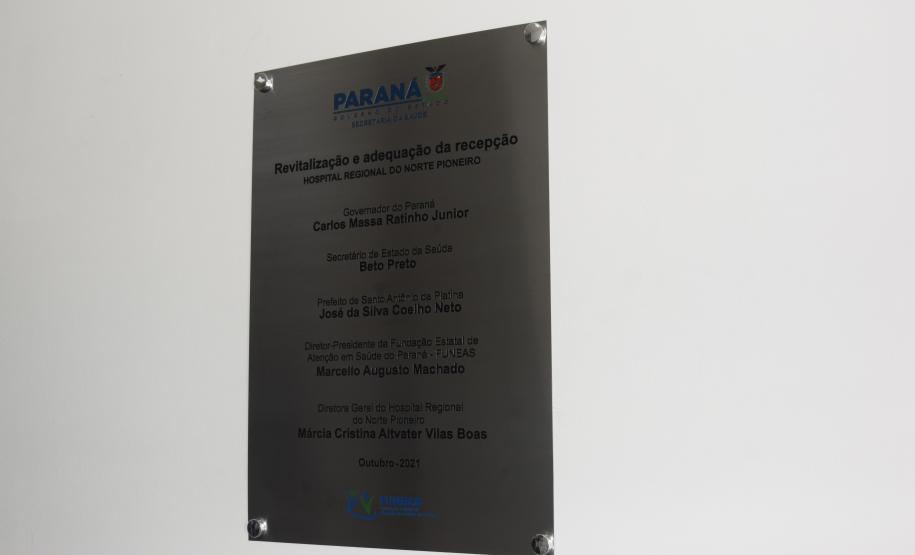 PARANÁ
GOVERNO DO ESTADO
SECRETARIA DA SAÚDE
Revitalização e adequação da recepção
HOSPITAL REGIONAL DO NORTE PIONEIRO
Governador do Paraná
Carlos Massa Ratinho Junior
Secretário de Estado da Saúde
Beto Preto
Prefeito de Santo Antônio da Platina
José da Silva Coelho Neto
Diretor-Presidente da Fundação Estatal de
Atenção em Saúde do Paraná - FUNEAS
Marcello Augusto Machado
Diretora Geral do Hospital Regional
do Norte Pioneiro
Márcia Cristina Altvater Vilas Boas
Outubro-2021
FUNEAS